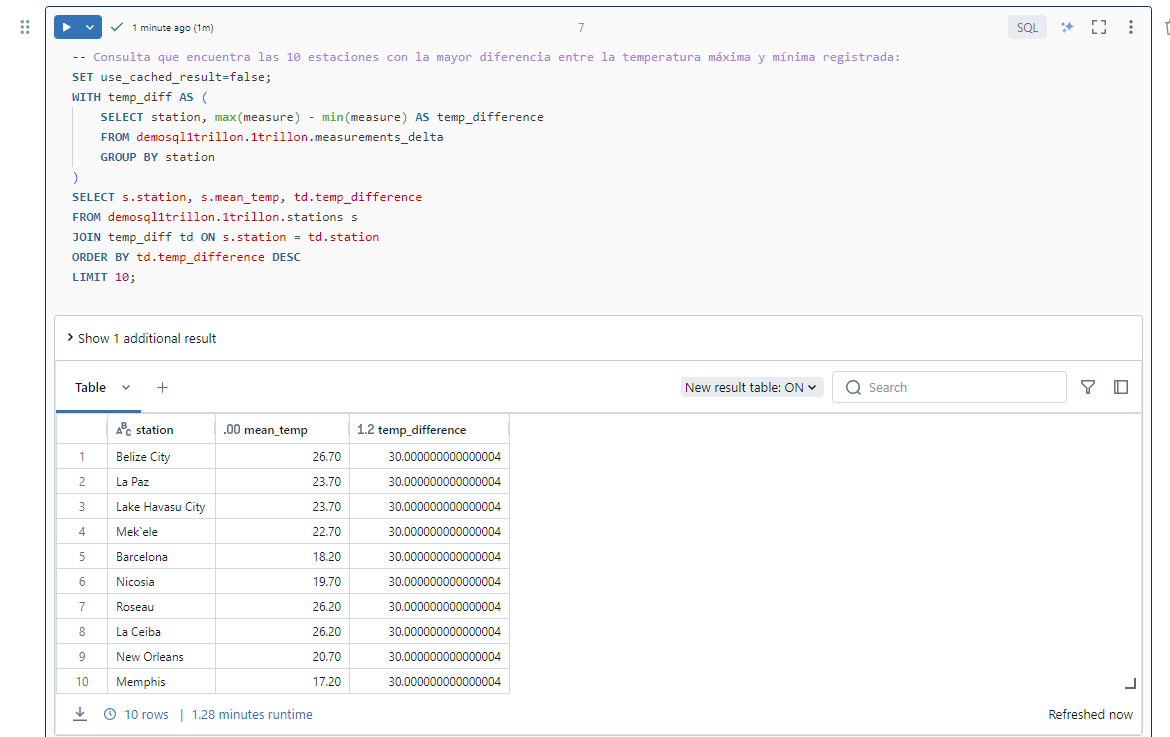 1 minute ago (1m)
7
SQL
-- Consulta que encuentra las 10 estaciones con la mayor diferencia entre la temperatura máxima y mínima registrada:
SET use_cached_result=false;
WITH temp_diff AS (
SELECT station, max(measure) - min(measure) AS temp_difference
FROM demosql1trillon.1trillon.measurements_delta
GROUP BY station
)
SELECT s.station, s.mean_temp, td.temp_difference
FROM demosql1trillon.1trillon.stations s
JOIN temp_diff td ON s.station = td.station
ORDER BY td.temp_difference DESC
LIMIT 10;
Show 1 additional result
Table
New result table: ON
Search
ABC station .00 mean_temp 1.2 temp_difference
1 Belize City 26.70 30.000000000000004
2 La Paz 23.70 30.000000000000004
3 Lake Havasu City 23.70 30.000000000000004
4 Mek`ele 22.70 30.000000000000004
5 Barcelona 18.20 30.000000000000004
6 Nicosia 19.70 30.000000000000004
7 Roseau 26.20 30.000000000000004
8 La Ceiba 26.20 30.000000000000004
9 New Orleans 20.70 30.000000000000004
10 Memphis 17.20 30.000000000000004
10 rows | 1.28 minutes runtime
Refreshed now